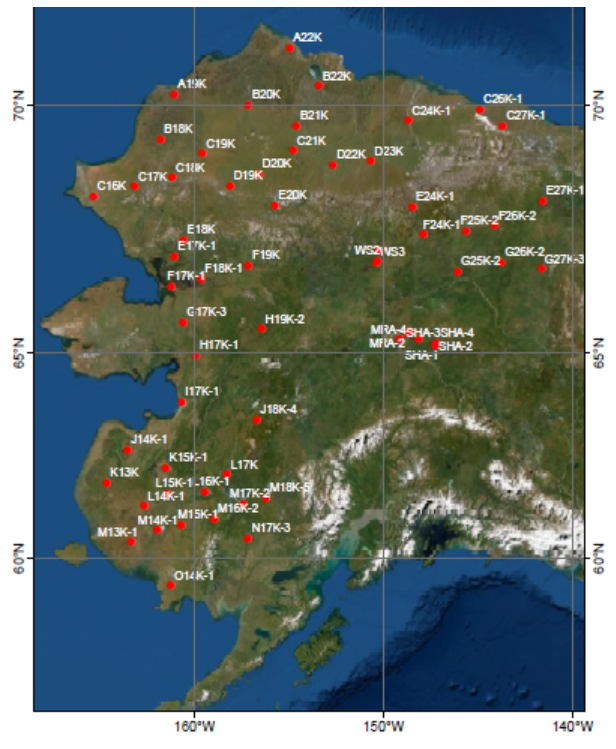 A22K
B22K
A19K
B20K
C26K-1
70°N
B21K
C24K-1
C27K-1
B18K
C19K
C21K
D22K
D23K
C18K
D20K
C17K
C16K
D19K
E20K
E24K-1
E27K-1
F24K-1
F25K-2
F26K-2
E18K
E17K-1
WS2
WS3
F19K
F18K-1
F17K-1
G25K-2
G26K-2
G27K-3
G17K-3
H19K-2
MRA-4
SHA-3
SHA-4
MRA-2
SHA-2
SHA-1
65°N
H17K-1
I17K-1
J18K-4
J14K-1
K15K-1
K13K
L17K
L15K-1
L16K-1
M18K-5
L14K-1
M17K-2
M16K-2
M15K-1
M14K-1
M13K-1
N17K-3
60°N
O14K-1
160°W
150°W
140°W